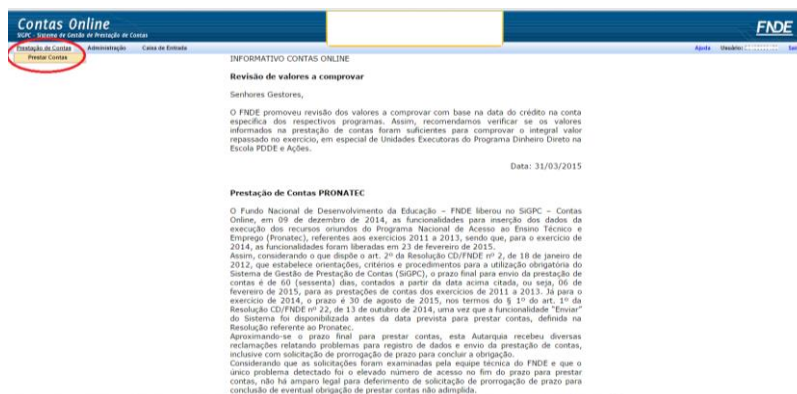 Contas Online
SiGPC - Sistema de Gestão de Prestação de Contas
FNDE
Prestação de Contas Administração Caixa de Entrada Ajuda Usuário: Sair
Prestar Contas
INFORMATIVO CONTAS ONLINE
Revisão de valores a comprovar
Senhores Gestores,
O FNDE promoveu revisão dos valores a comprovar com base na data do crédito na conta
específica dos respectivos programas. Assim, recomendamos verificar se os valores
informados na prestação de contas foram suficientes para comprovar o integral valor
repassado no exercício, em especial de Unidades Executoras do Programa Dinheiro Direto na
Escola PDDE e Ações.
Data: 31/03/2015
Prestação de Contas PRONATEC
O Fundo Nacional de Desenvolvimento da Educação – FNDE liberou no SiGPC – Contas
Online, em 09 de dezembro de 2014, as funcionalidades para inserção dos dados da
execução dos recursos oriundos do Programa Nacional de Acesso ao Ensino Técnico e
Emprego (Pronatec), referentes aos exercícios 2011 a 2013, sendo que, para o exercício de
2014, as funcionalidades foram liberadas em 23 de fevereiro de 2015.
Assim, considerando o que dispõe o art. 2º da Resolução CD/FNDE nº 2, de 18 de janeiro de
2012, que estabelece orientações, critérios e procedimentos para a utilização obrigatória do
Sistema de Gestão de Prestação de Contas (SiGPC), o prazo final para envio da prestação de
contas é de 60 (sessenta) dias, contados a partir da data acima citada, ou seja, 06 de
fevereiro de 2015, para as prestações de contas dos exercícios de 2011 a 2013. Já para o
exercício de 2014, o prazo é 30 de agosto de 2015, nos termos do § 1º do art. 1º da
Resolução CD/FNDE nº 22, de 13 de outubro de 2014, uma vez que a funcionalidade "Enviar"
do Sistema foi disponibilizada antes da data prevista para prestar contas, definida na
Resolução referente ao Pronatec.
Aproximando-se o prazo final para prestar contas, esta Autarquia recebeu diversas
reclamações relatando problemas para registro de dados e envio da prestação de contas,
inclusive com solicitação de prorrogação de prazo para concluir a obrigação.
Considerando que as solicitações foram examinadas pela equipe técnica do FNDE e que o
único problema detectado foi o elevado número de acesso no fim do prazo para prestar
contas, não há amparo legal para deferimento de solicitação de prorrogação de prazo para
conclusão de eventual obrigação de prestar contas não adimplida.